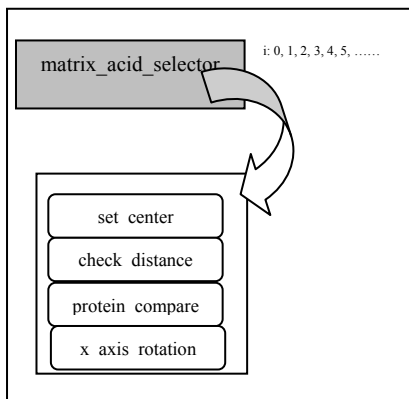 matrix_acid_selector
i: 0, 1, 2, 3, 4, 5, ……
set center
check distance
protein compare
x axis rotation